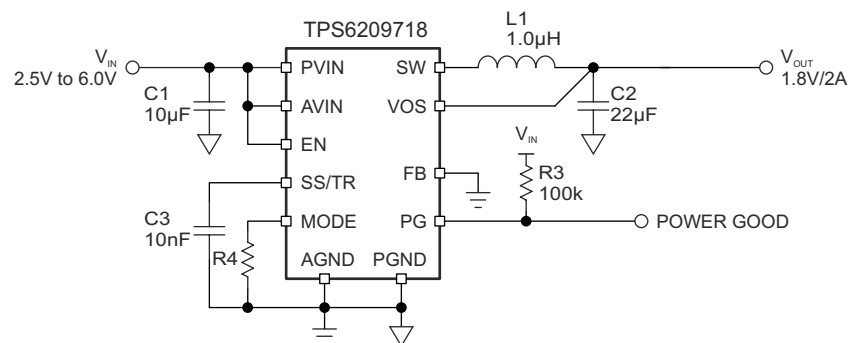 TPS6209718
L1
1.0µH
V_IN
2.5V to 6.0V
C1
10µF
PVIN
AVIN
EN
SS/TR
MODE
AGND
PGND
SW
VOS
FB
PG
V_OUT
1.8V/2A
C2
22µF
V_IN
R3
100k
POWER GOOD
C3
10nF
R4